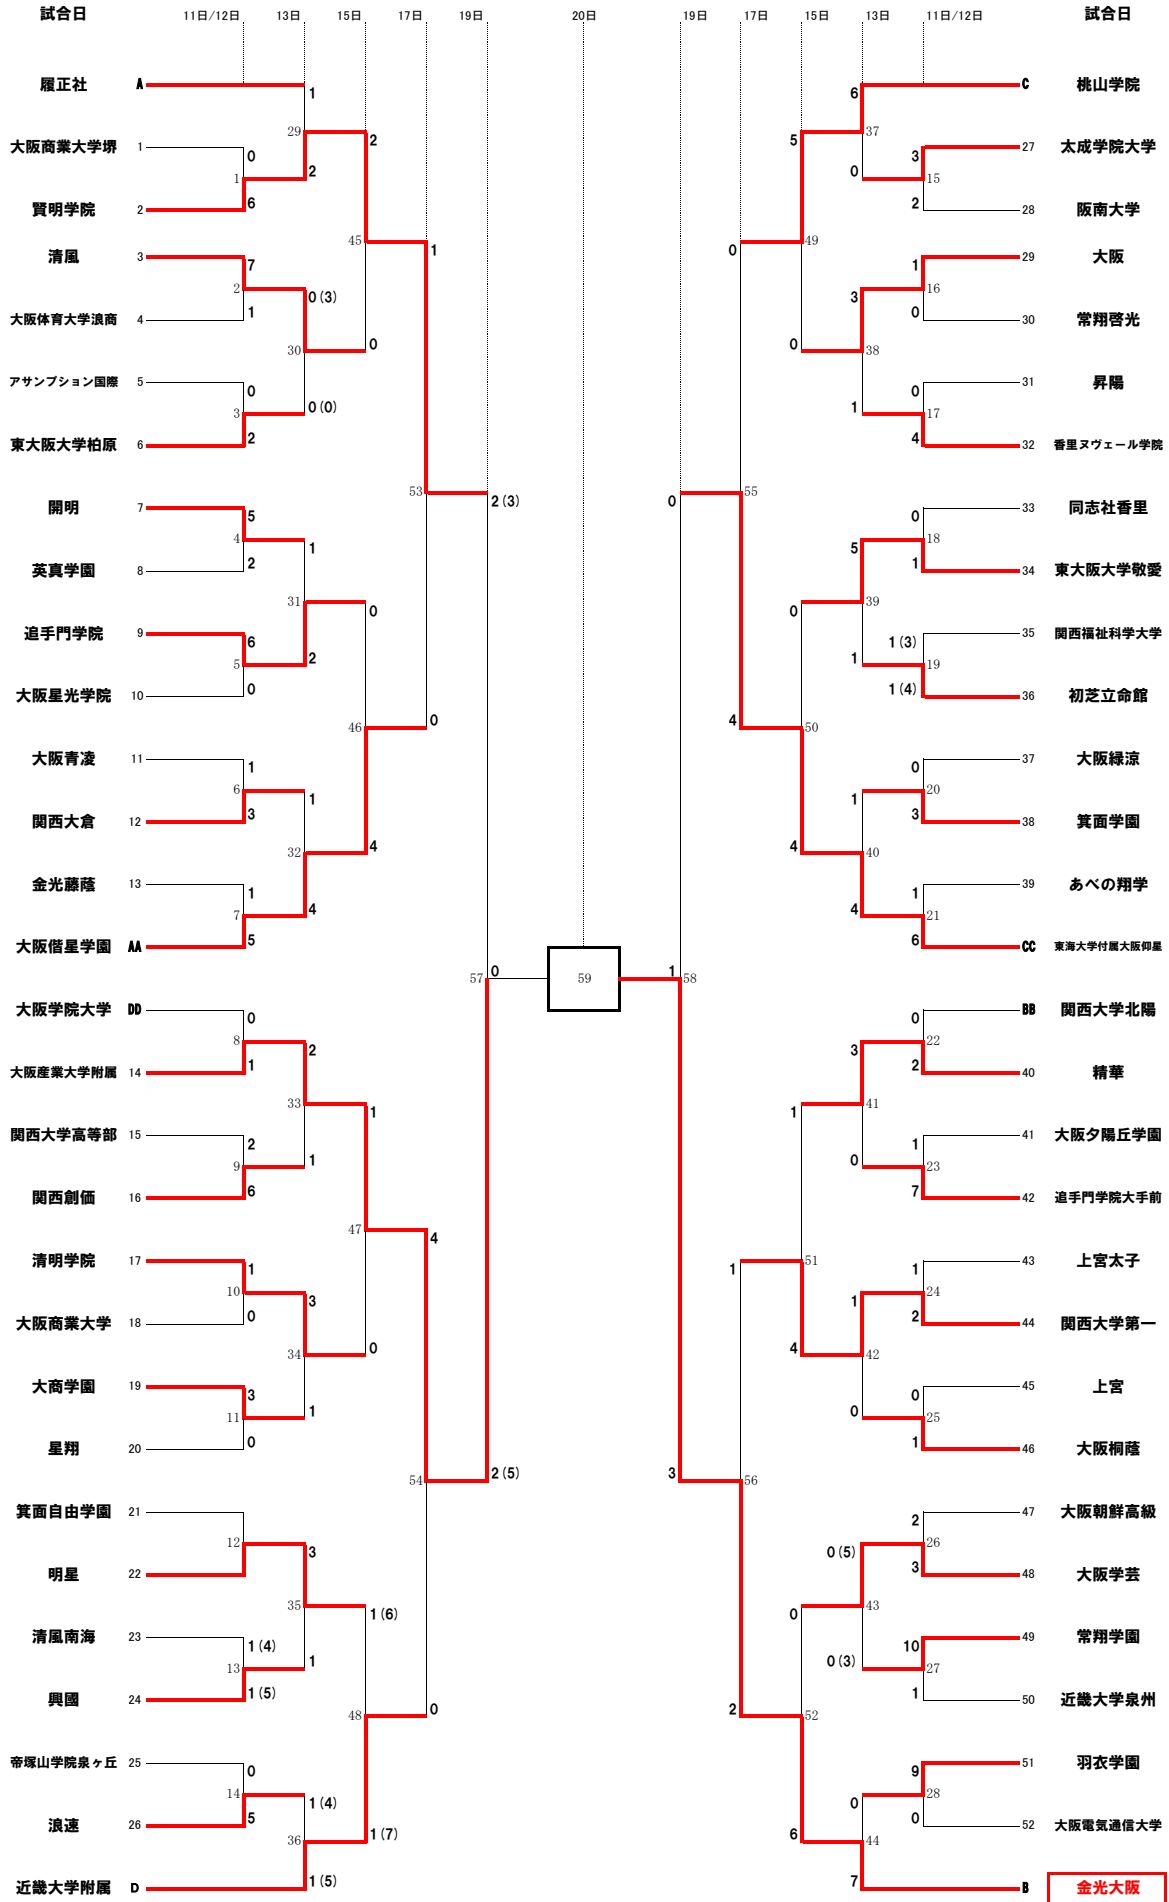 試合日 11日/12日 13日 15日 17日 19日 20日 19日 17日 15日 13日 11日/12日 試合日
履正社 A 1 6 C 桃山学院
29 2 5 37
大阪商業大学堺 1 0 3 27 太成学院大学
1 2 0 15
賢明学院 2 6 2 28 阪南大学
45 1 0 49
清風 3 7 1 29 大阪
2 0(3) 3 16
大阪体育大学浪商 4 1 0 30 常翔啓光
30 0 0 38
アサンプション国際 5 0 0 31 昇陽
3 0(0) 1 17
東大阪大学柏原 6 2 4 32 香里ヌヴェール学院
53 2(3) 0 55
開明 7 5 0 33 同志社香里
4 1 5 18
英真学園 8 2 1 34 東大阪大学敬愛
31 0 0 39
追手門学院 9 6 1(3) 35 関西福祉科学大学
5 2 1 19
大阪星光学院 10 0 1(4) 36 初芝立命館
46 0 4 50
大阪青凌 11 1 0 37 大阪緑涼
6 1 1 20
関西大倉 12 3 3 38 箕面学園
32 4 4 40
金光藤蔭 13 1 1 39 あべの翔学
7 4 4 21
大阪偕星学園 AA 5 6 CC 東海大学付属大阪仰星
57 0 59 1 58
大阪学院大学 DD 0 0 BB 関西大学北陽
8 2 3 22
大阪産業大学附属 14 1 2 40 精華
33 1 1 41
関西大学高等部 15 2 1 41 大阪夕陽丘学園
9 1 0 23
関西創価 16 6 7 42 追手門学院大手前
47 4 1 51
清明学院 17 1 1 43 上宮太子
10 3 1 24
大阪商業大学 18 0 2 44 関西大学第一
34 0 4 42
大商学園 19 3 0 45 上宮
11 1 0 25
星翔 20 0 1 46 大阪桐蔭
54 2(5) 3 56
箕面自由学園 21 2 47 大阪朝鮮高級
12 3 0(5) 26
明星 22 3 48 大阪学芸
35 1(6) 0 43
清風南海 23 1(4) 10 49 常翔学園
13 1 0(3) 27
興國 24 1(5) 1 50 近畿大学泉州
48 0 2 52
帝塚山学院泉ヶ丘 25 0 9 51 羽衣学園
14 1(4) 0 28
浪速 26 5 0 52 大阪電気通信大学
36 1(7) 6 44
近畿大学附属 D 1(5) 7 B 金光大阪